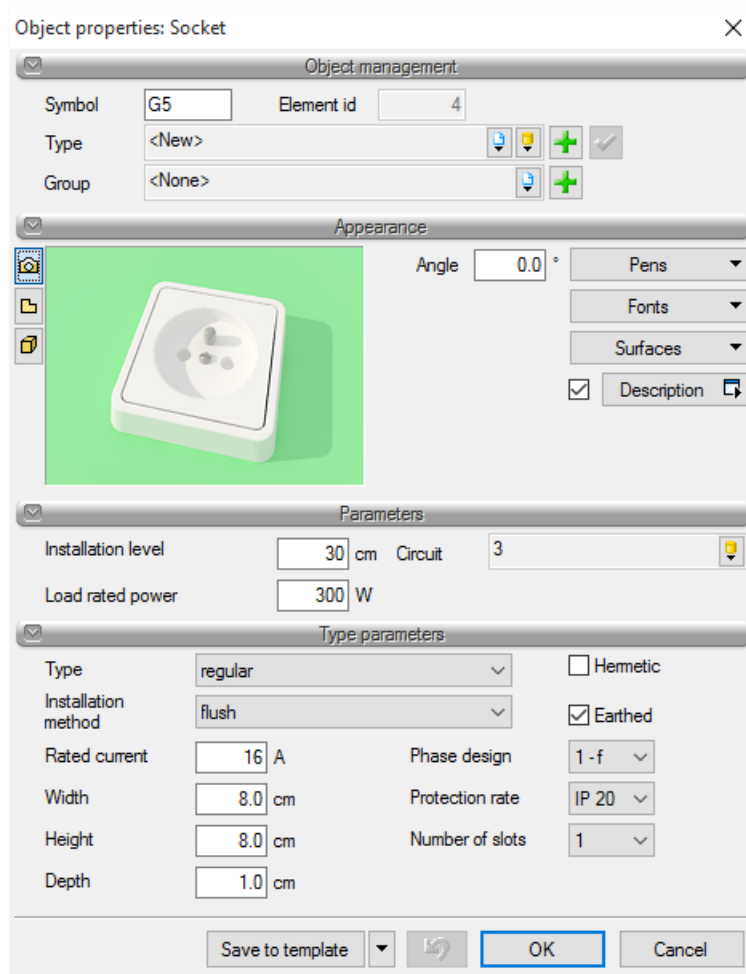 Object properties: Socket
Object management
Symbol G5 Element id 4
Type <New>
Group <None>
Appearance
Angle 0.0 ° Pens
Fonts
Surfaces
Description
Parameters
Installation level 30 cm Circuit 3
Load rated power 300 W
Type parameters
Type regular Hermetic
Installation
method flush Earthed
Rated current 16 A Phase design 1 -f
Width 8.0 cm Protection rate IP 20
Height 8.0 cm Number of slots 1
Depth 1.0 cm
Save to template OK Cancel